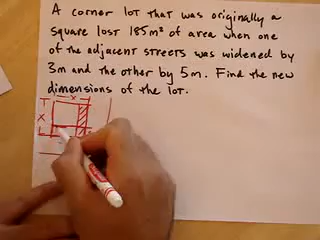 A corner lot that was originally a
square lost 185m² of area when one
of the adjacent streets was widened by
3m and the other by 5m. Find the new
dimensions of the lot.
x
x